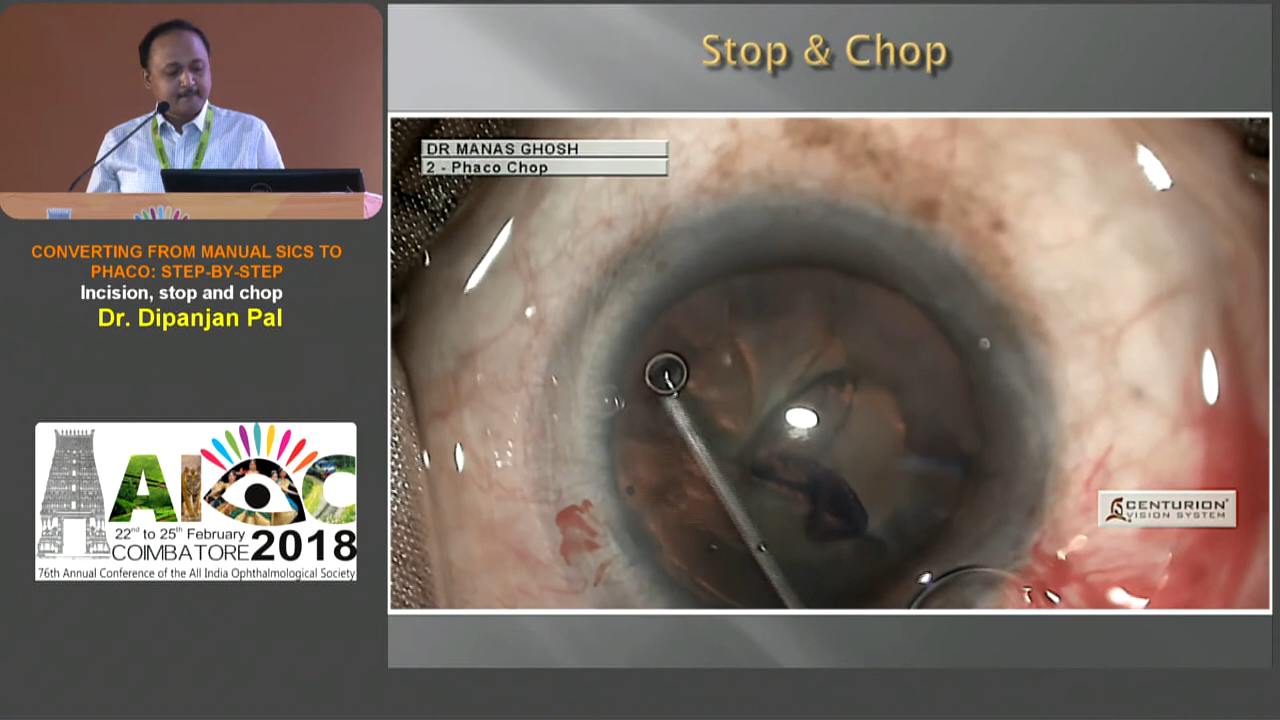 Stop & Chop
DR MANAS GHOSH
2 - Phaco Chop
CONVERTING FROM MANUAL SICS TO
PHACO: STEP-BY-STEP
Incision, stop and chop
Dr. Dipanjan Pal
AIOC
22nd to 25th February
COIMBATORE 2018
76th Annual Conference of the All India Ophthalmological Society
CENTURION
VISION SYSTEM